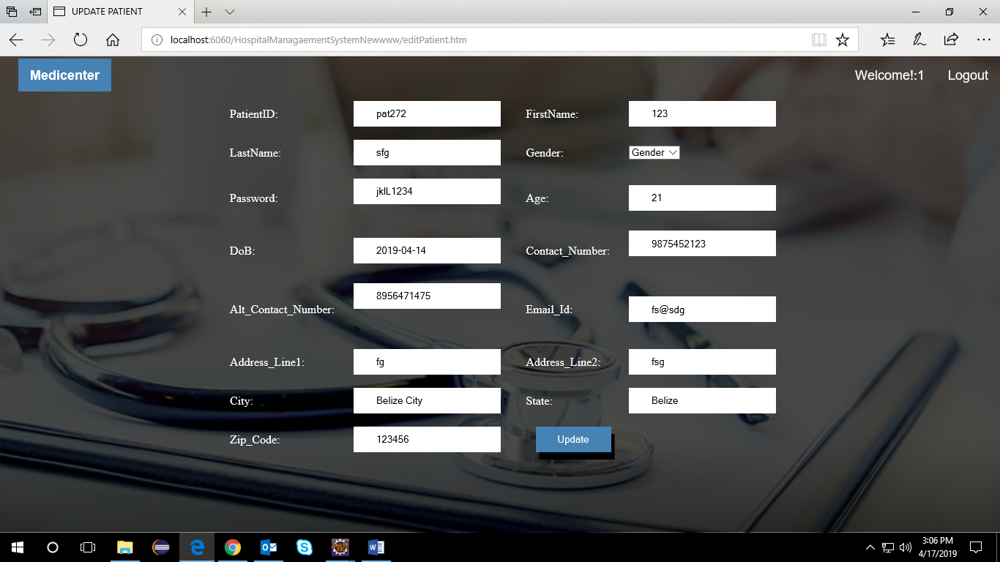 UPDATE PATIENT
localhost:6060/HospitalManagaementSystemNewwww/editPatient.htm
Medicenter
Welcome!:1 Logout
PatientID: pat272 FirstName: 123
LastName: sfg Gender: Gender
Password: jklL1234 Age: 21
DoB: 2019-04-14 Contact_Number: 9875452123
Alt_Contact_Number: 8956471475 Email_Id: fs@sdg
Address_Line1: fg Address_Line2: fsg
City: Belize City t State: Belize
Zip_Code: 123456 Update
3:06 PM
4/17/2019